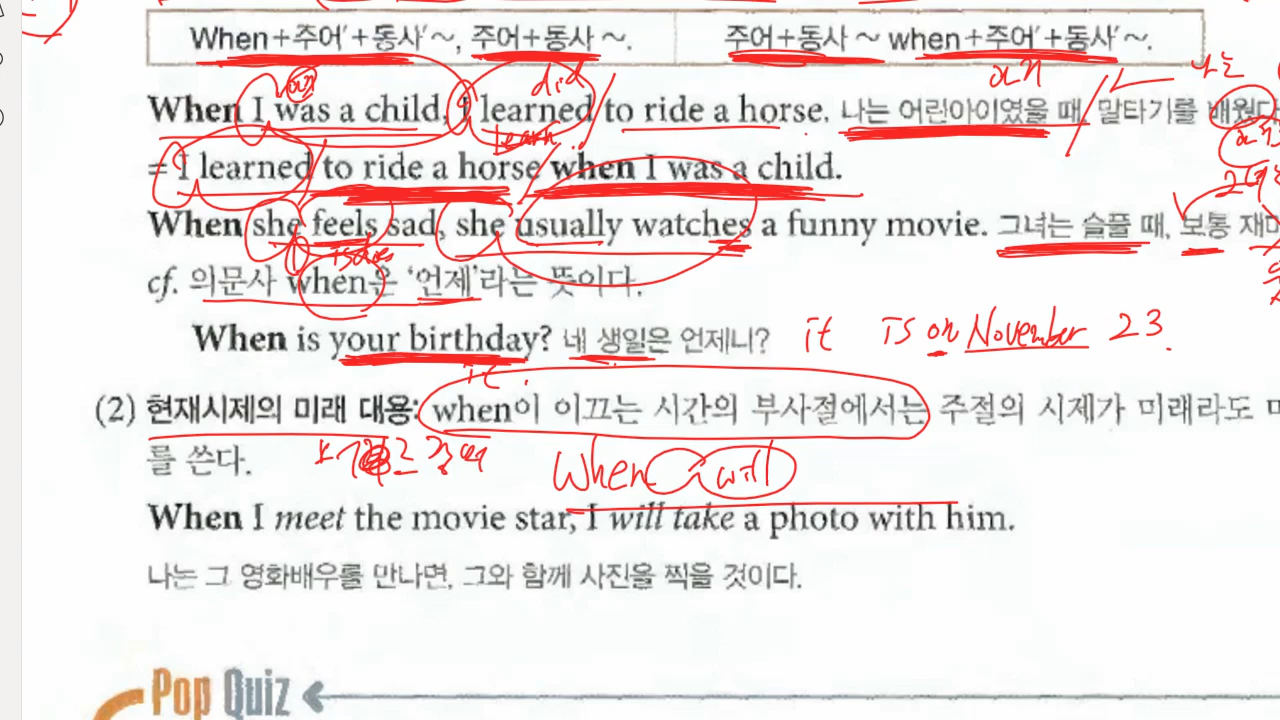 When+주어'+동사'~, 주어+동사 ~. 주어+동사 ~ when+주어'+동사'~.
did
When I was a child, I learned to ride a horse. 나는 어린아이였을 때, 말타기를 배웠다
learn
= I learned to ride a horse when I was a child.
When she feels sad, she usually watches a funny movie. 그녀는 슬플 때, 보통 재미
cf. 의문사 when은 '언제'라는 뜻이다.
When is your birthday? 네 생일은 언제니? it is on November 23.
it
(2) 현재시제의 미래 대용: when이 이끄는 시간의 부사절에서는 주절의 시제가 미래라도
를 쓴다.
When will
When I meet the movie star, I will take a photo with him.
나는 그 영화배우를 만나면, 그와 함께 사진을 찍을 것이다.
Pop Quiz